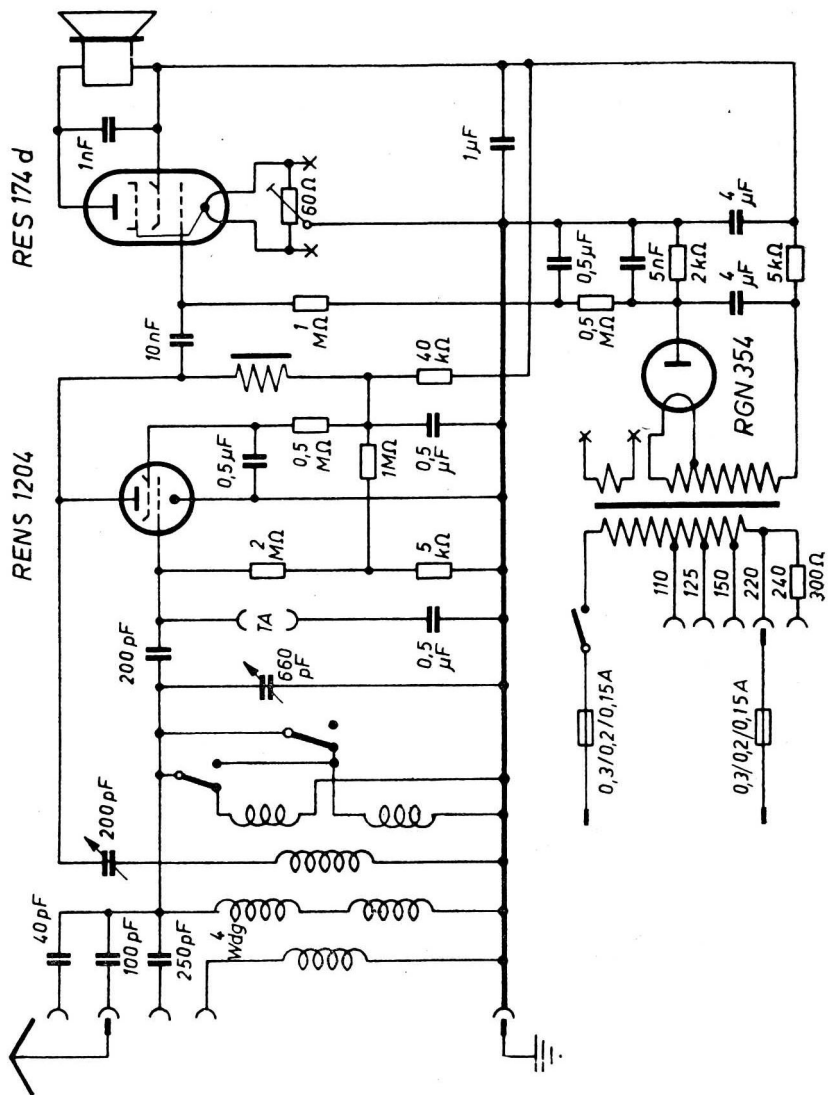 RES 174 d
RENS 1204
RGN 354
1nF
60Ω
1µF
10nF
1
MΩ
0,5µF
5nF
2kΩ
4
µF
4
µF
5kΩ
0,5
MΩ
40
kΩ
0,5µF
0,5
MΩ
1MΩ
0,5
µF
2
MΩ
5
kΩ
TA
0,5
µF
200pF
660
pF
200pF
40pF
100pF
250pF
4
Wdg
110
125
150
220
240
300Ω
0,3/0,2/0,15A
0,3/0,2/0,15A